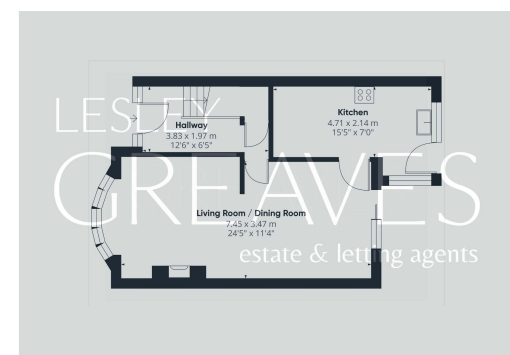 LESLEY
GREAVES
estate & letting agents
Hallway
3.83 x 1.97 m
12'6" x 6'5"
Kitchen
4.71 x 2.14 m
15'5" x 7'0"
Living Room / Dining Room
7.45 x 3.47 m
24'5" x 11'4"